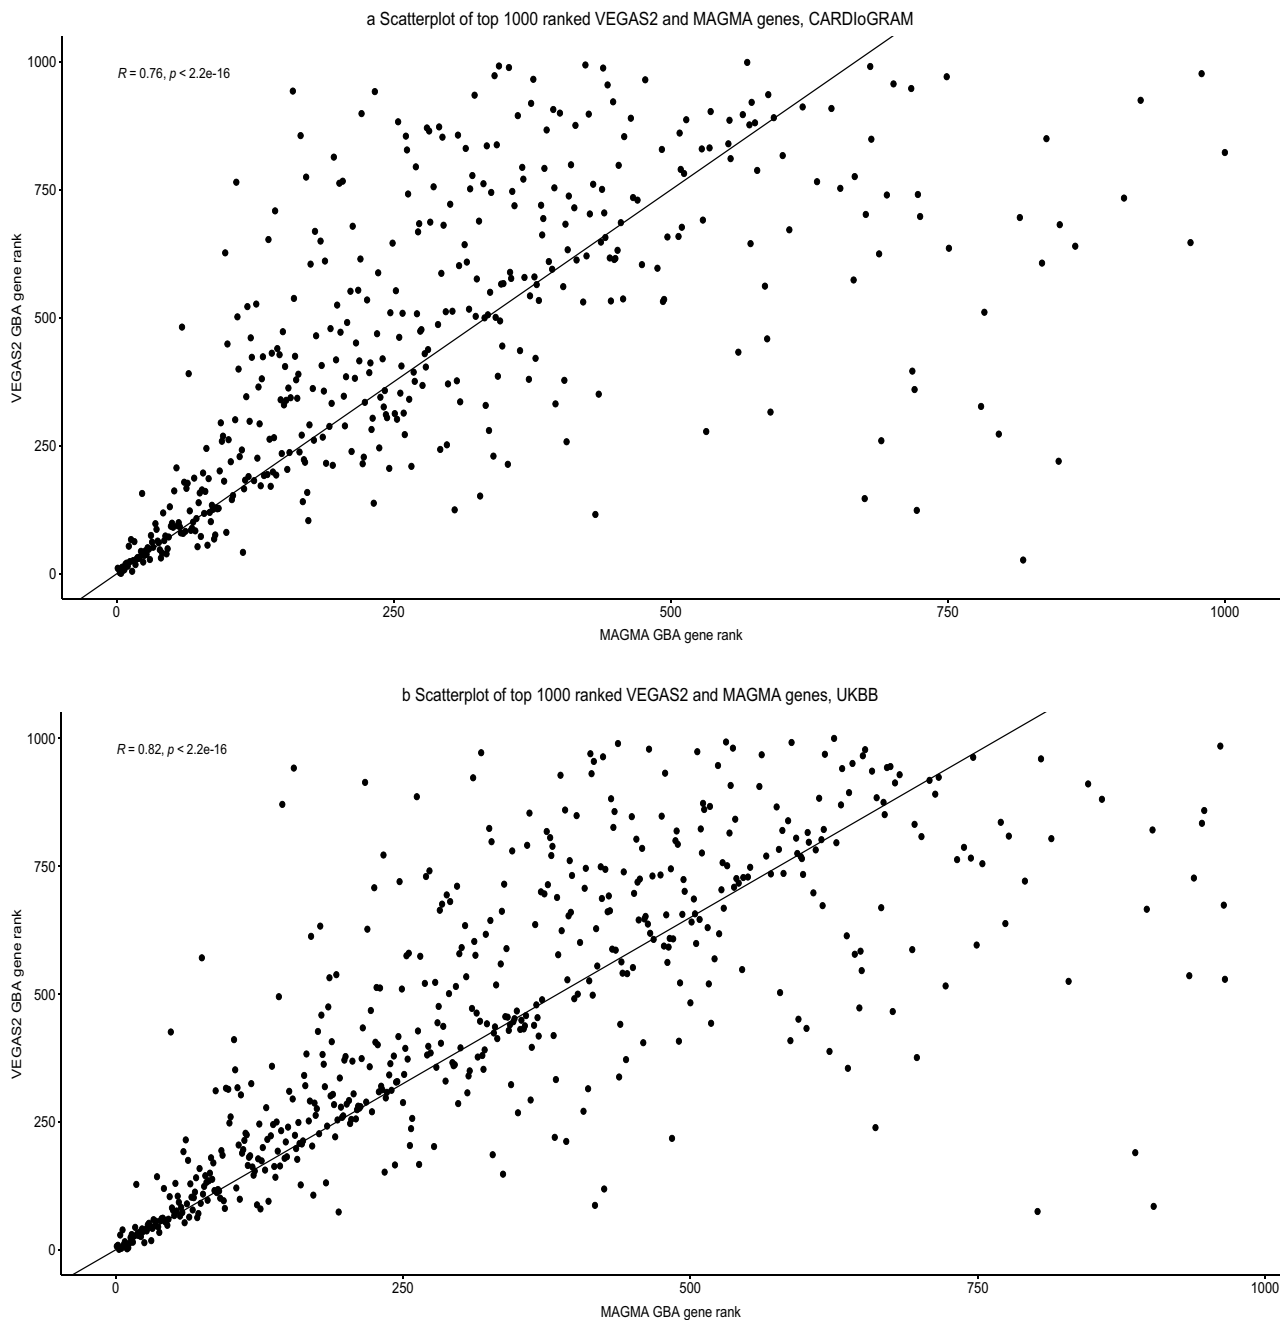 a Scatterplot of top 1000 ranked VEGAS2 and MAGMA genes, CARDIoGRAM
R = 0.76, p < 2.2e-16
VEGAS2 GBA gene rank
1000
750
500
250
0
0 250 500 750 1000
MAGMA GBA gene rank
b Scatterplot of top 1000 ranked VEGAS2 and MAGMA genes, UKBB
R = 0.82, p < 2.2e-16
VEGAS2 GBA gene rank
1000
750
500
250
0
0 250 500 750 1000
MAGMA GBA gene rank